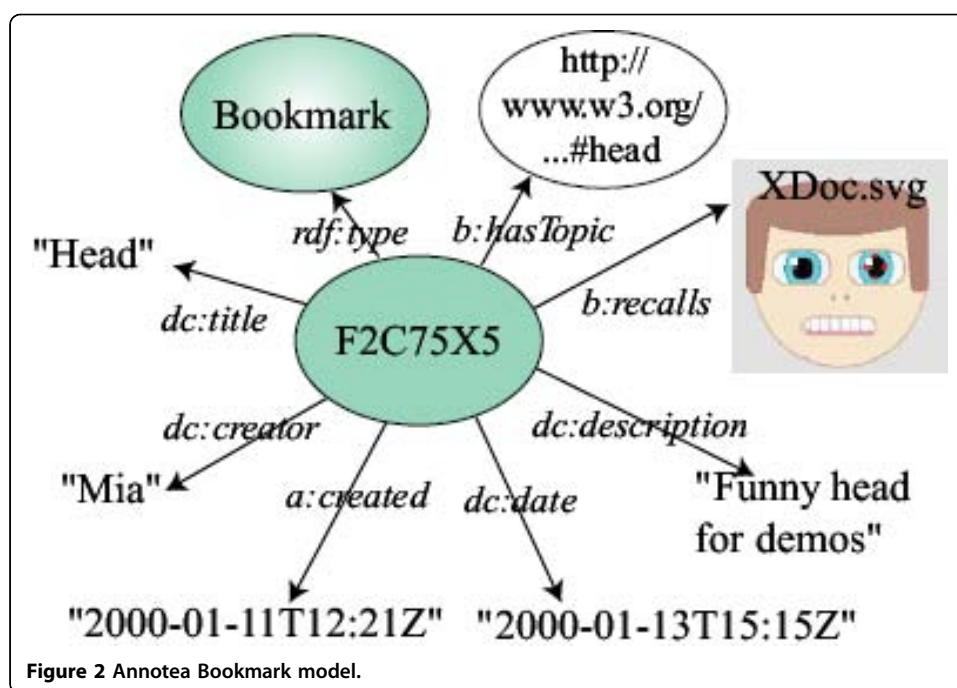 Bookmark
http://
www.w3.org/
...#head
XDoc.svg
rdf:type
b:hasTopic
"Head"
b:recalls
dc:title
F2C75X5
dc:creator
dc:description
"Mia"
a:created
dc:date
"Funny head
for demos"
"2000-01-11T12:21Z"
"2000-01-13T15:15Z"
Figure 2 Annotea Bookmark model.